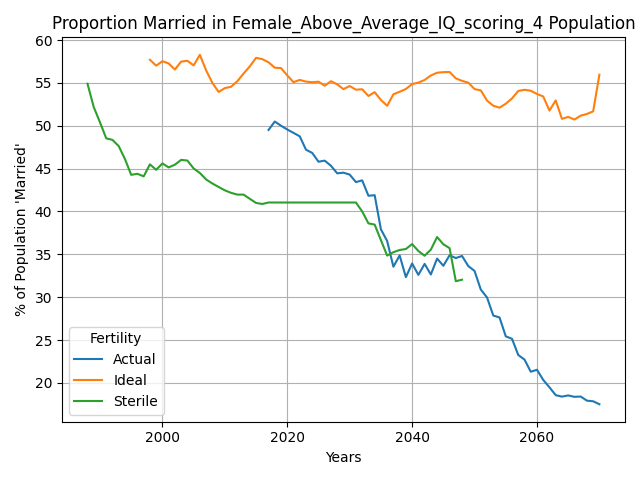 Proportion Married in Female_Above_Average_IQ_scoring_4 Population
% of Population 'Married'
60
55
50
45
40
35
30
25
20
Fertility
Actual
Ideal
Sterile
2000
2020
2040
2060
Years